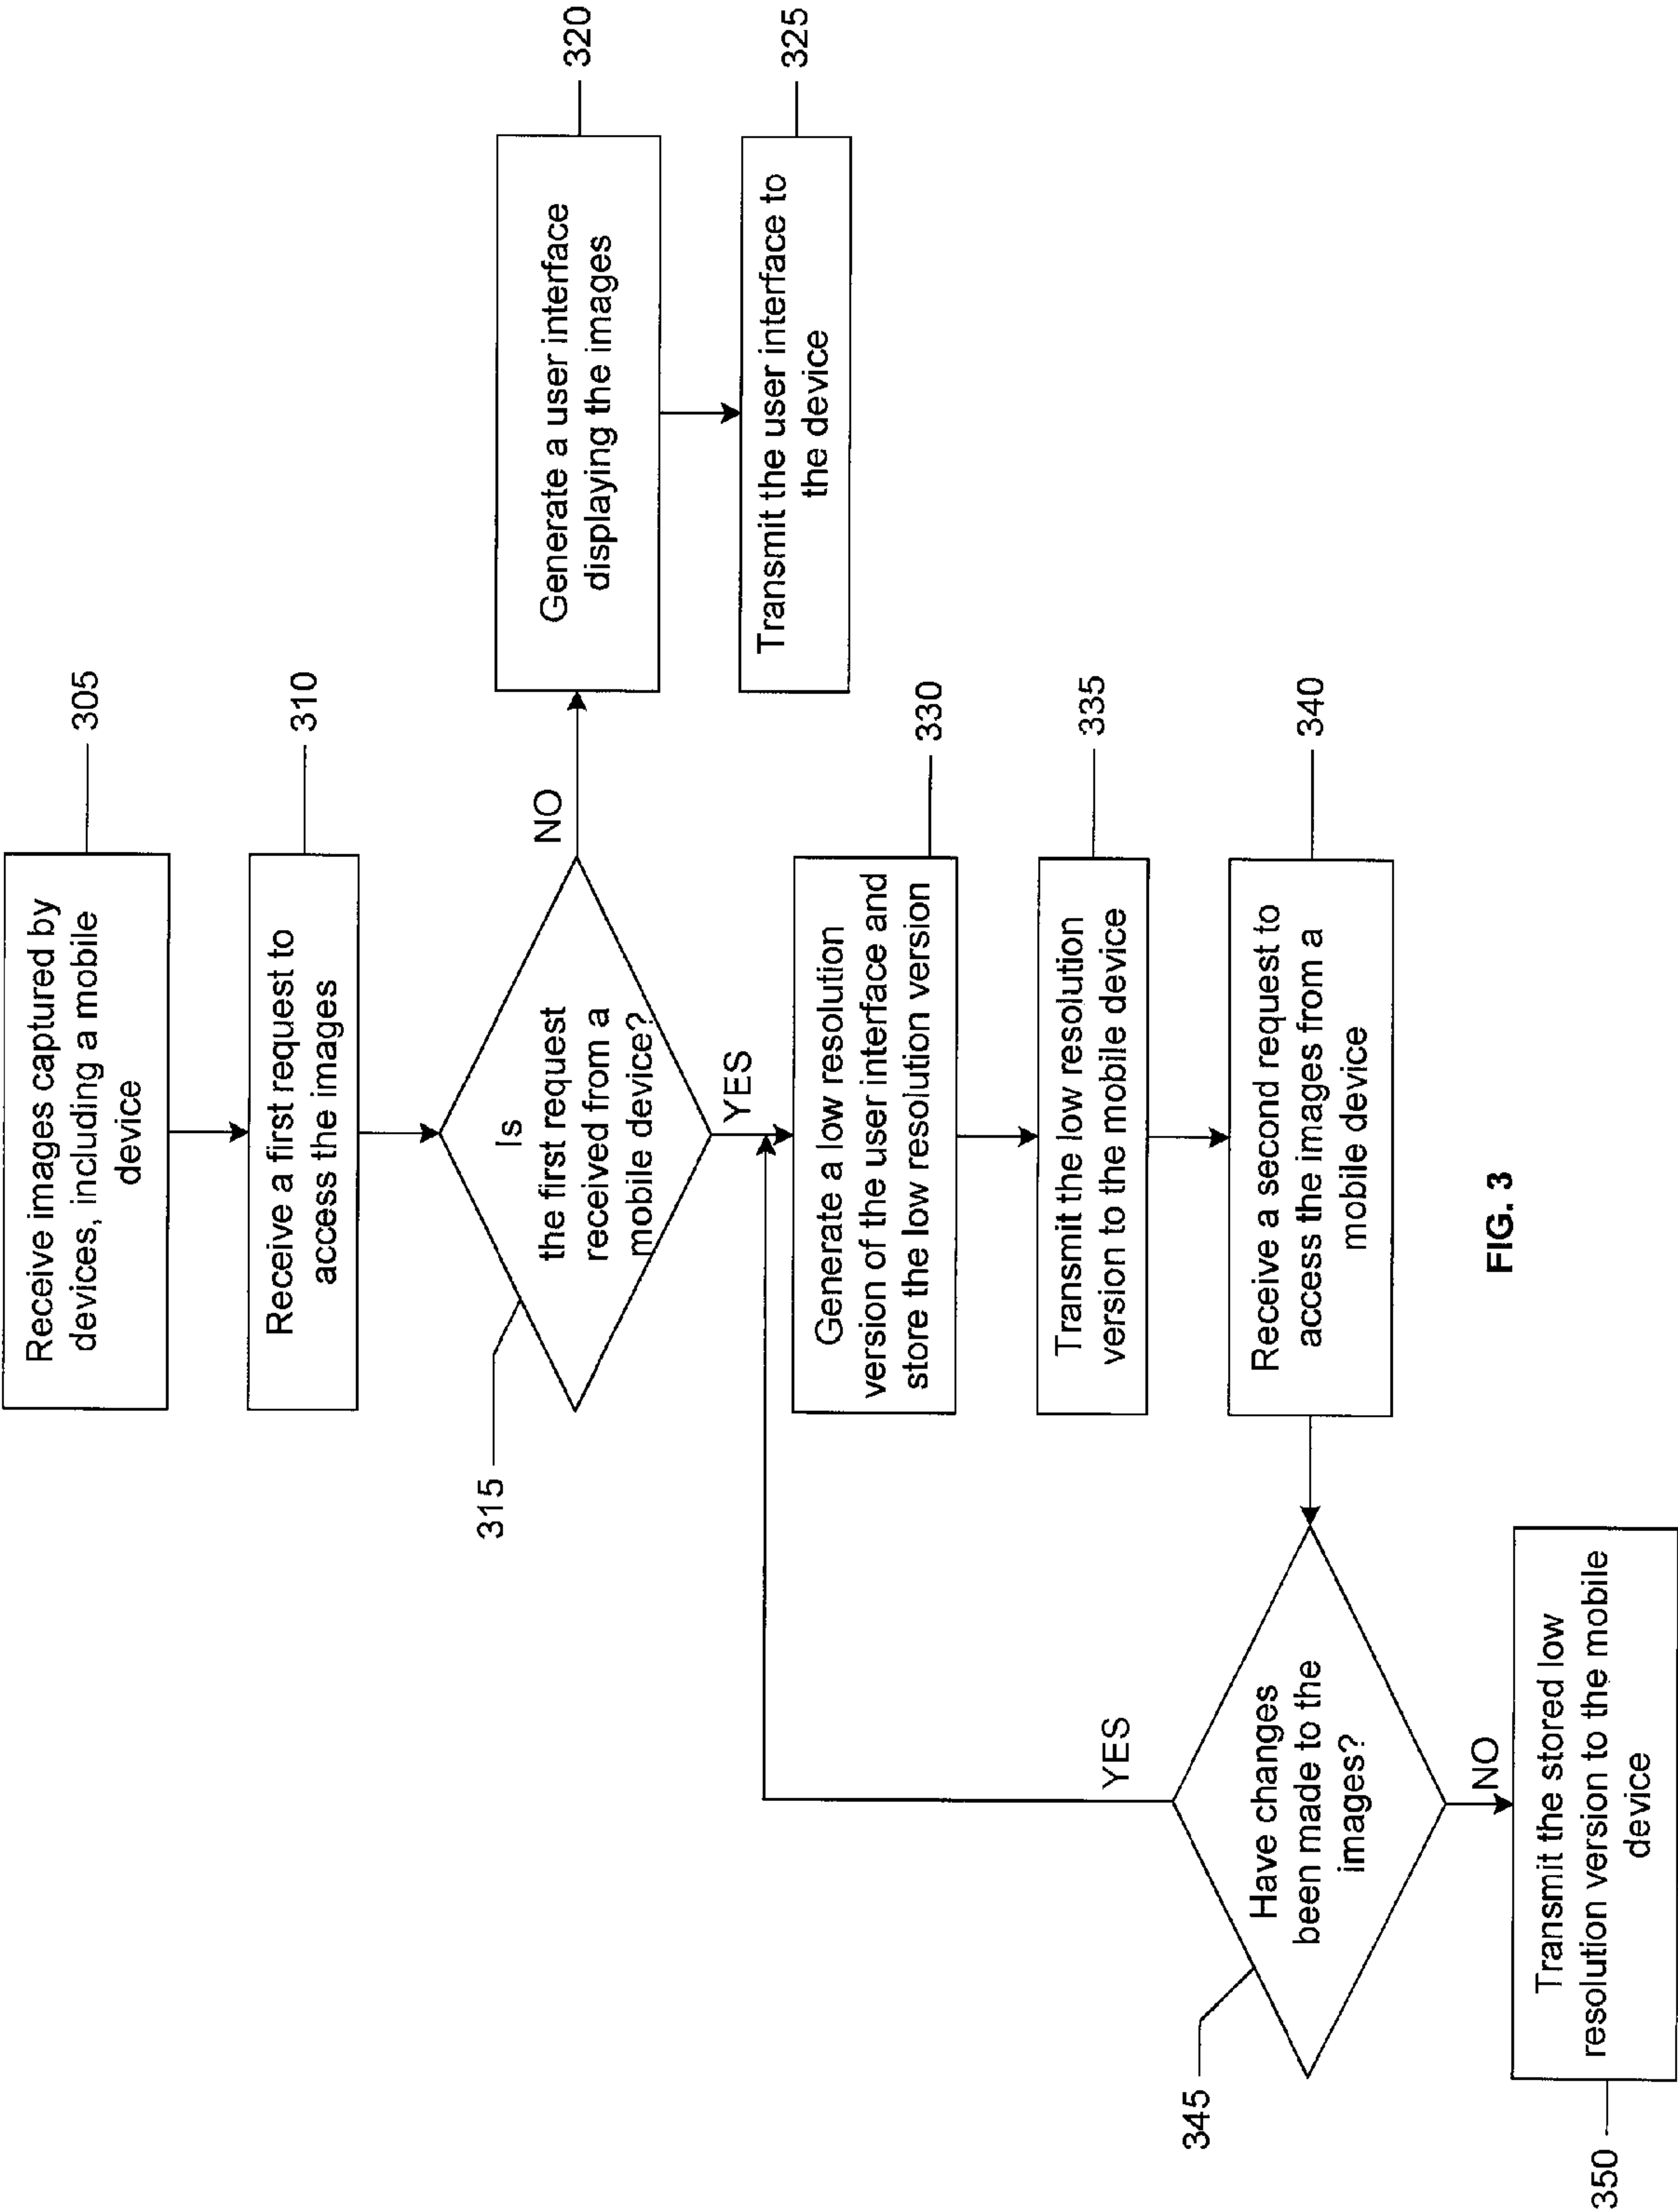 Receive images captured by
devices, including a mobile
device
305
Receive a first request to
access the images
310
Is
the first request
received from a
mobile device?
315
NO
YES
Generate a user interface
displaying the images
320
Transmit the user interface to
the device
325
Generate a low resolution
version of the user interface and
store the low resolution version
330
Transmit the low resolution
version to the mobile device
335
Receive a second request to
access the images from a
mobile device
340
Have changes
been made to the
images?
345
YES
NO
Transmit the stored low
resolution version to the mobile
device
350
FIG. 3